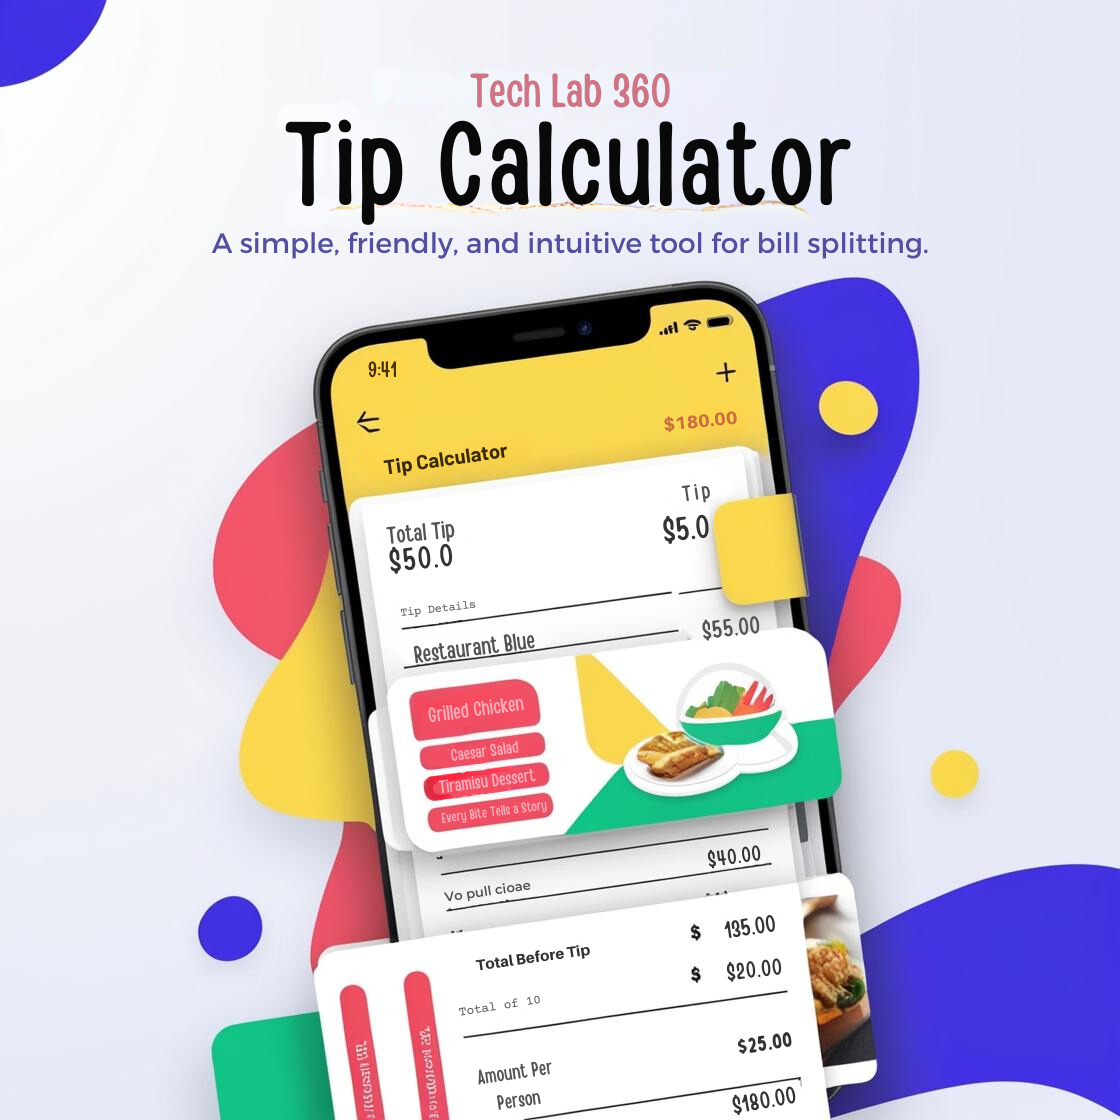 Tech Lab 360
Tip Calculator
A simple, friendly, and intuitive tool for bill splitting.
9:41
$180.00
Tip Calculator
Tip
Total Tip
$5.0
$50.0
Tip Details
$55.00
Restaurant Blue
Grilled Chicken
Caesar Salad
Tiramisu Dessert
Every Bite Tells a Story
$40.00
Vo pull cioae
Total Before Tip $ 135.00
$ $20.00
Total of 10
$25.00
Amount Per
Person
$180.00